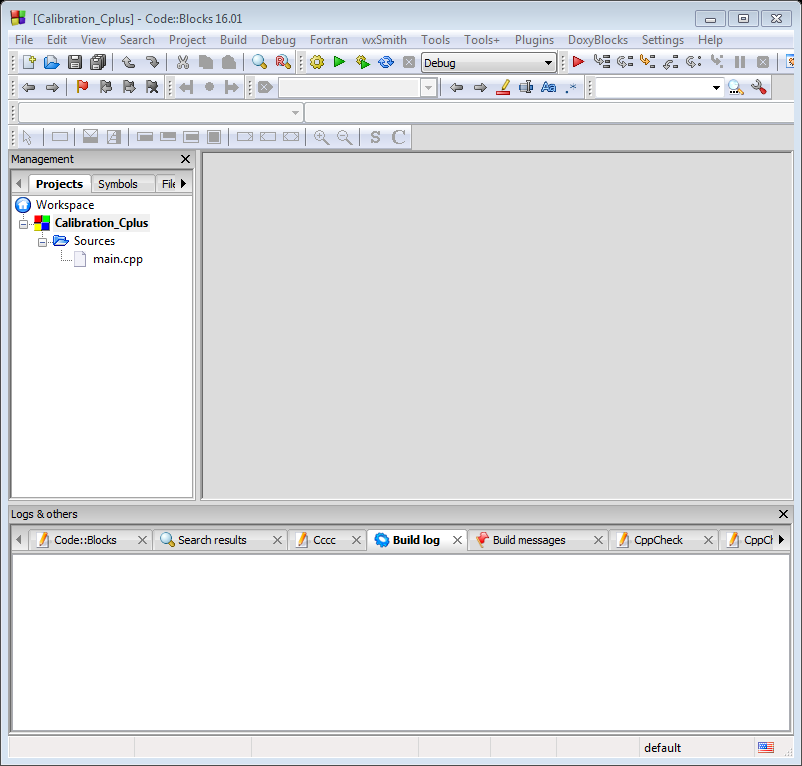 [Calibration_Cplus] - Code::Blocks 16.01
File Edit View Search Project Build Debug Fortran wxSmith Tools Tools+ Plugins DoxyBlocks Settings Help
Debug
Aa .*
S C
Management
Projects Symbols File
Workspace
Calibration_Cplus
Sources
main.cpp
Logs & others
Code::Blocks Search results Cccc Build log Build messages CppCheck CppCh
default